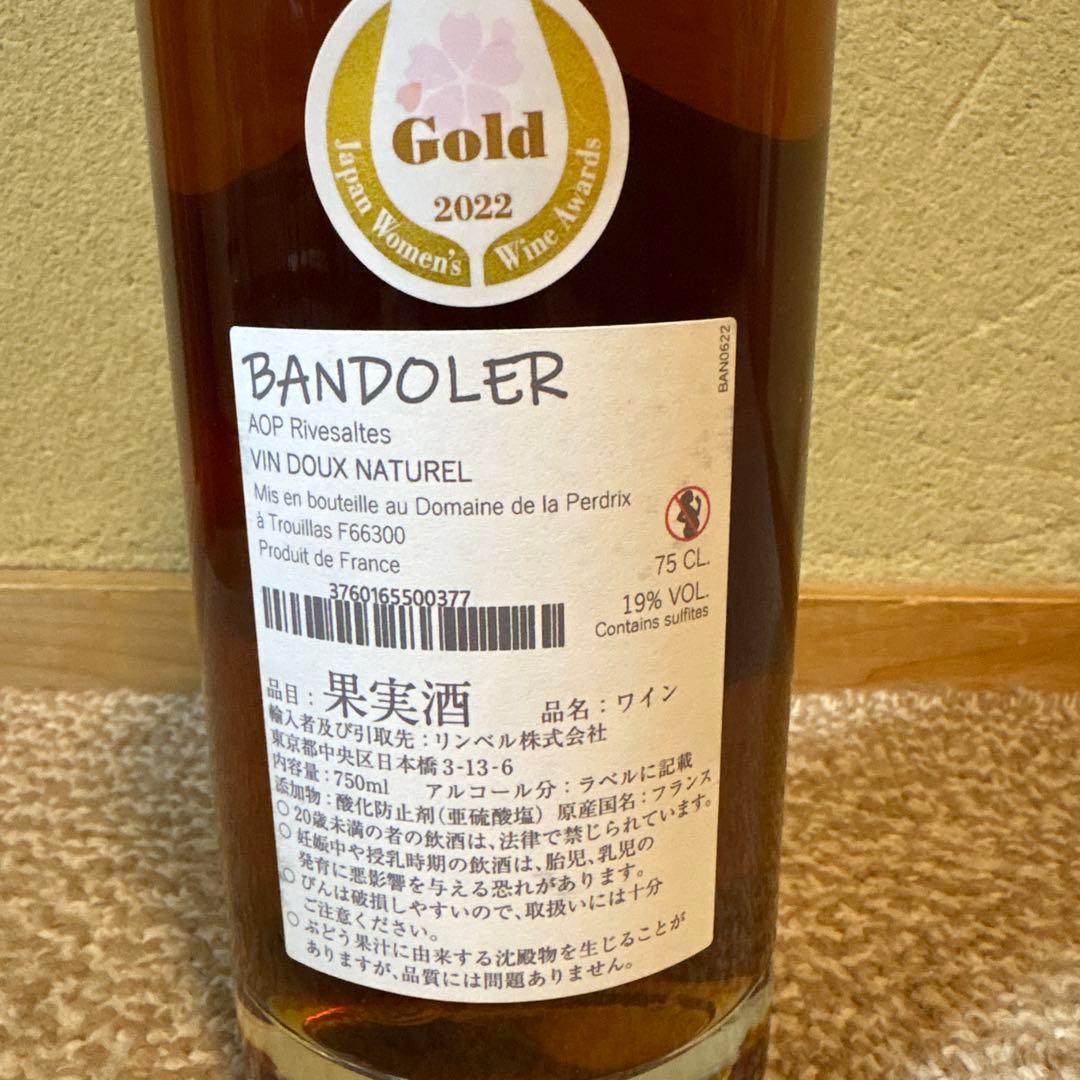 Gold
2022
Japan Women's Wine Awards
BANDOLER
BAN0622
AOP Rivesaltes
VIN DOUX NATUREL
Mis en bouteille au Domaine de la Perdrix
à Trouillas F66300
Produit de France
75 CL.
3760165500377
19% VOL.
Contains sulfites
品目：果実酒 品名：ワイン
輸入者及び引取先：リンベル株式会社
東京都中央区日本橋3-13-6
内容量：750ml アルコール分：ラベルに記載
添加物：酸化防止剤（亜硫酸塩） 原産国名：フランス
○ 20歳未満の者の飲酒は、法律で禁じられています。
○ 妊娠中や授乳時期の飲酒は、胎児、乳児の
発育に悪影響を与える恐れがあります。
○ びんは破損しやすいので、取扱いには十分
ご注意ください。
○ ぶどう果汁に由来する沈殿物を生じることが
ありますが、品質には問題ありません。